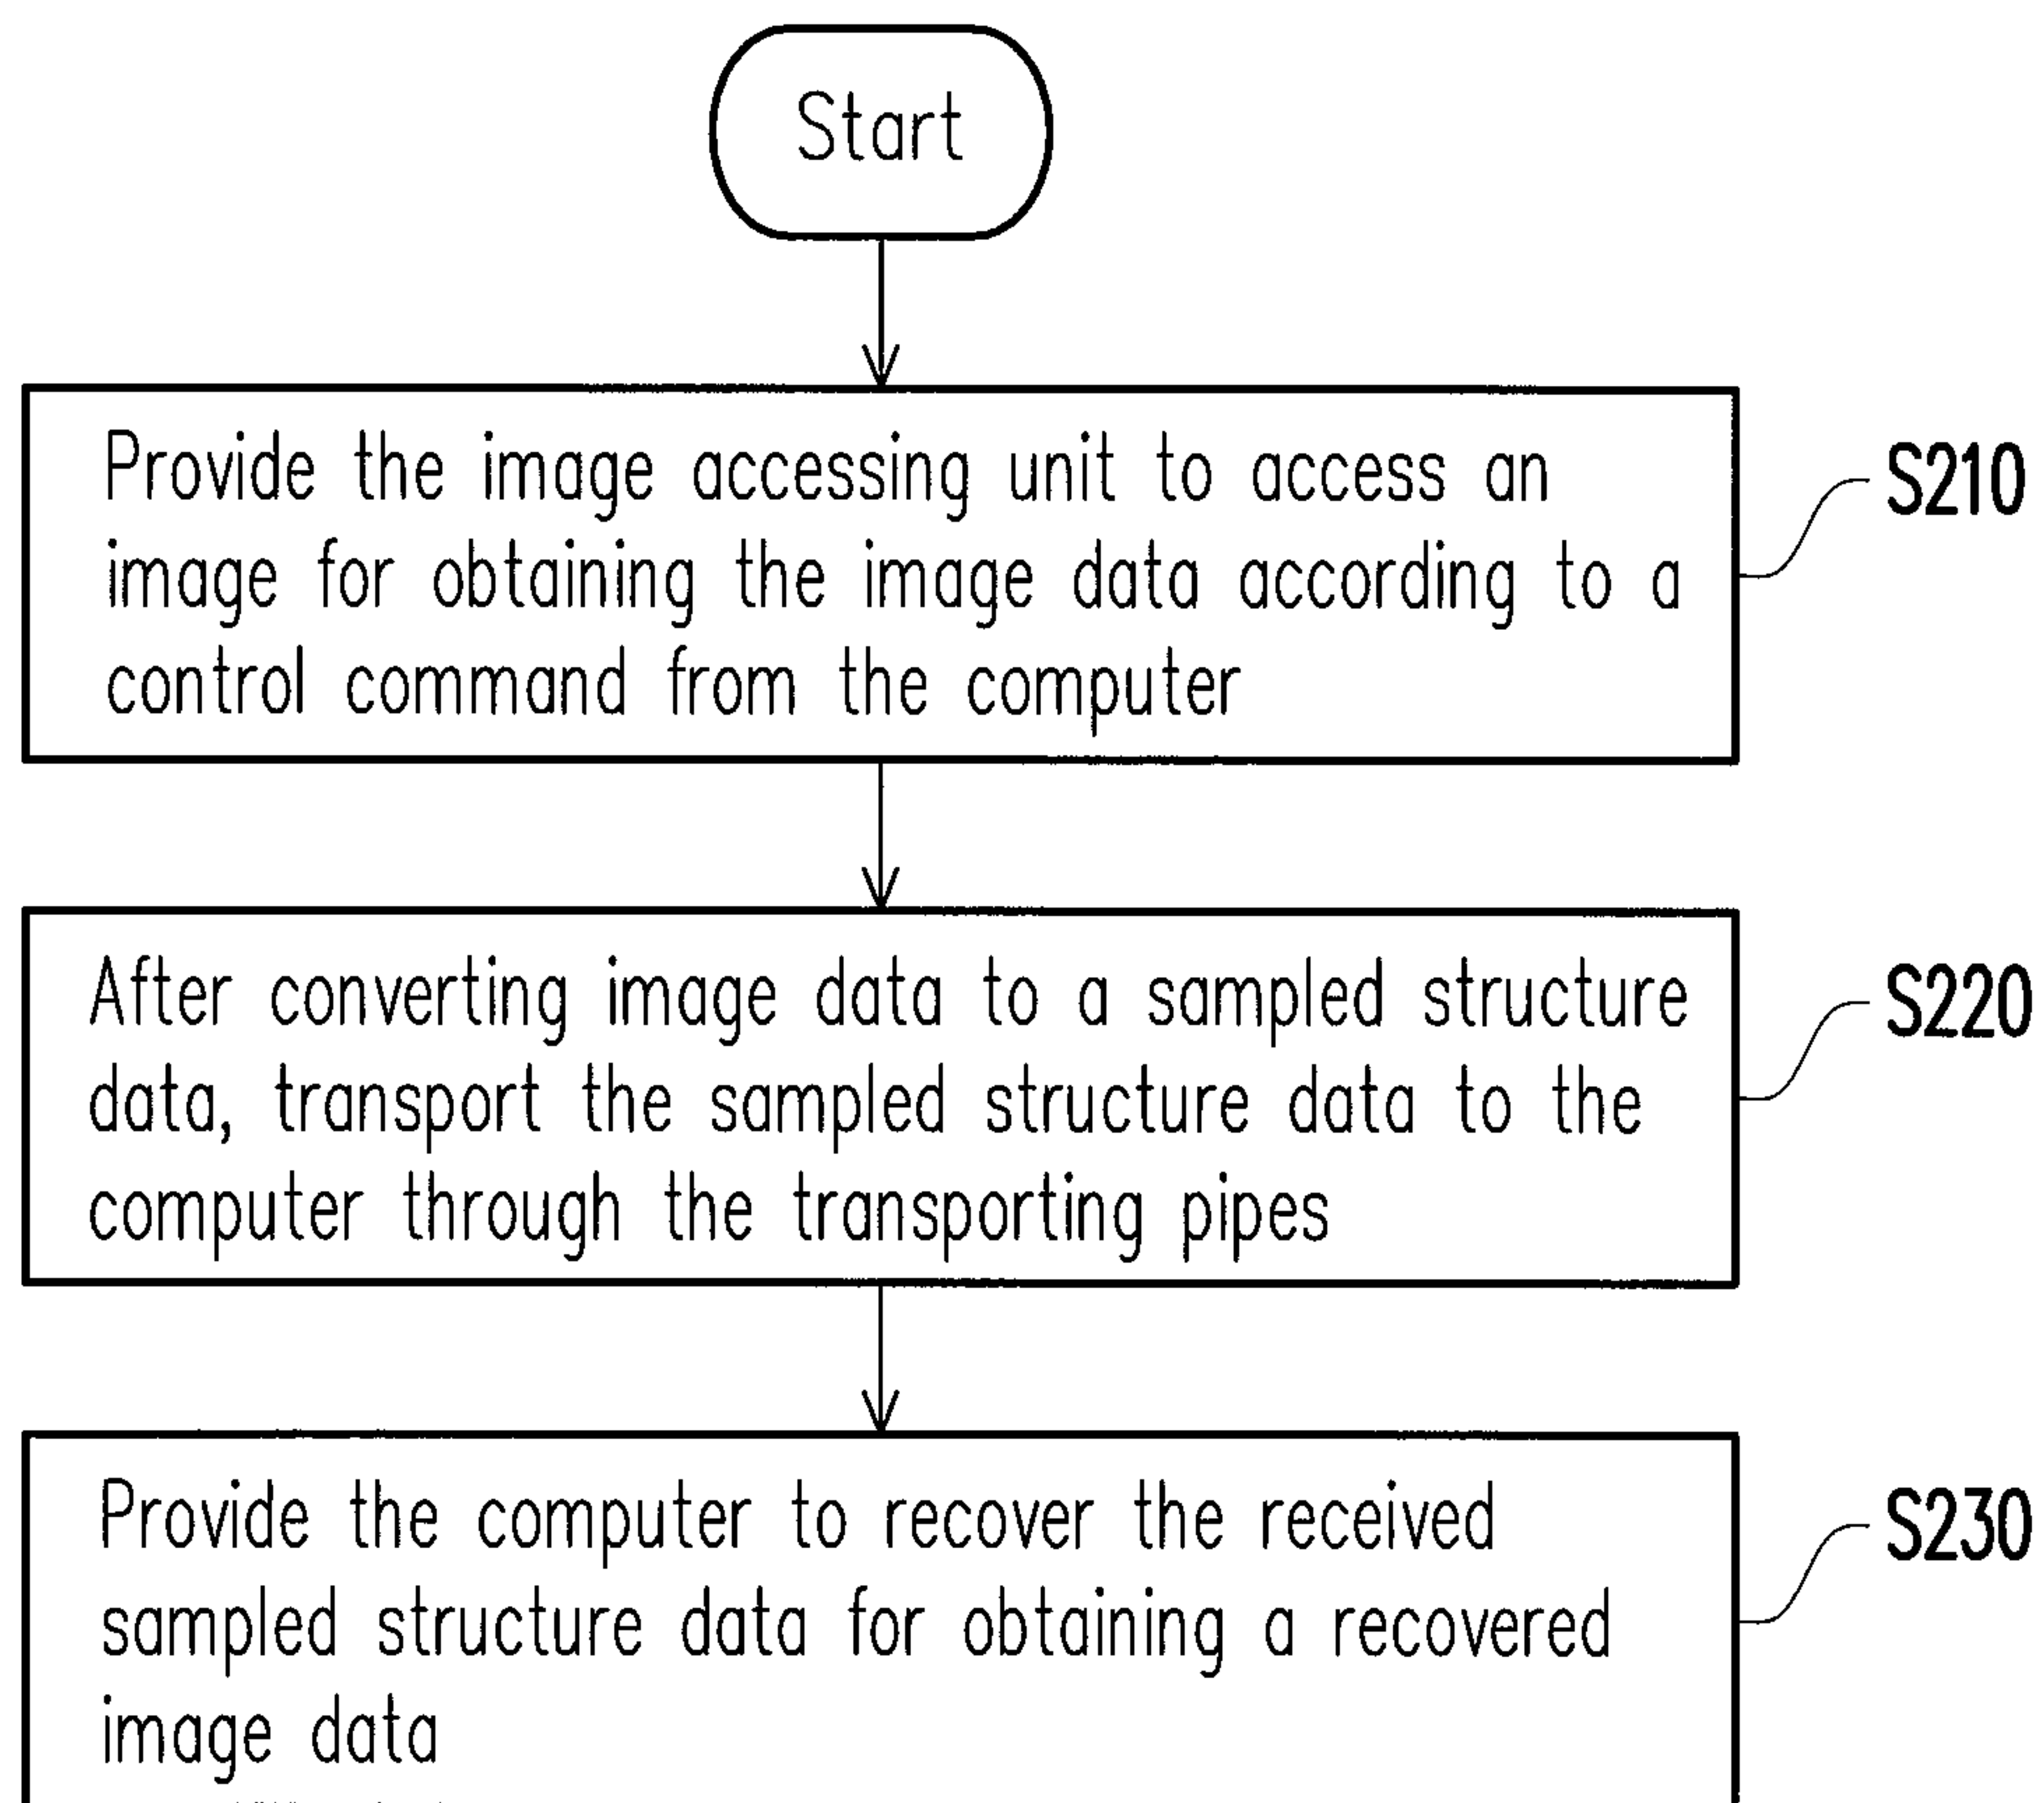 Start
Provide the image accessing unit to access an
image for obtaining the image data according to a
control command from the computer
S210
After converting image data to a sampled structure
data, transport the sampled structure data to the
computer through the transporting pipes
S220
Provide the computer to recover the received
sampled structure data for obtaining a recovered
image data
S230